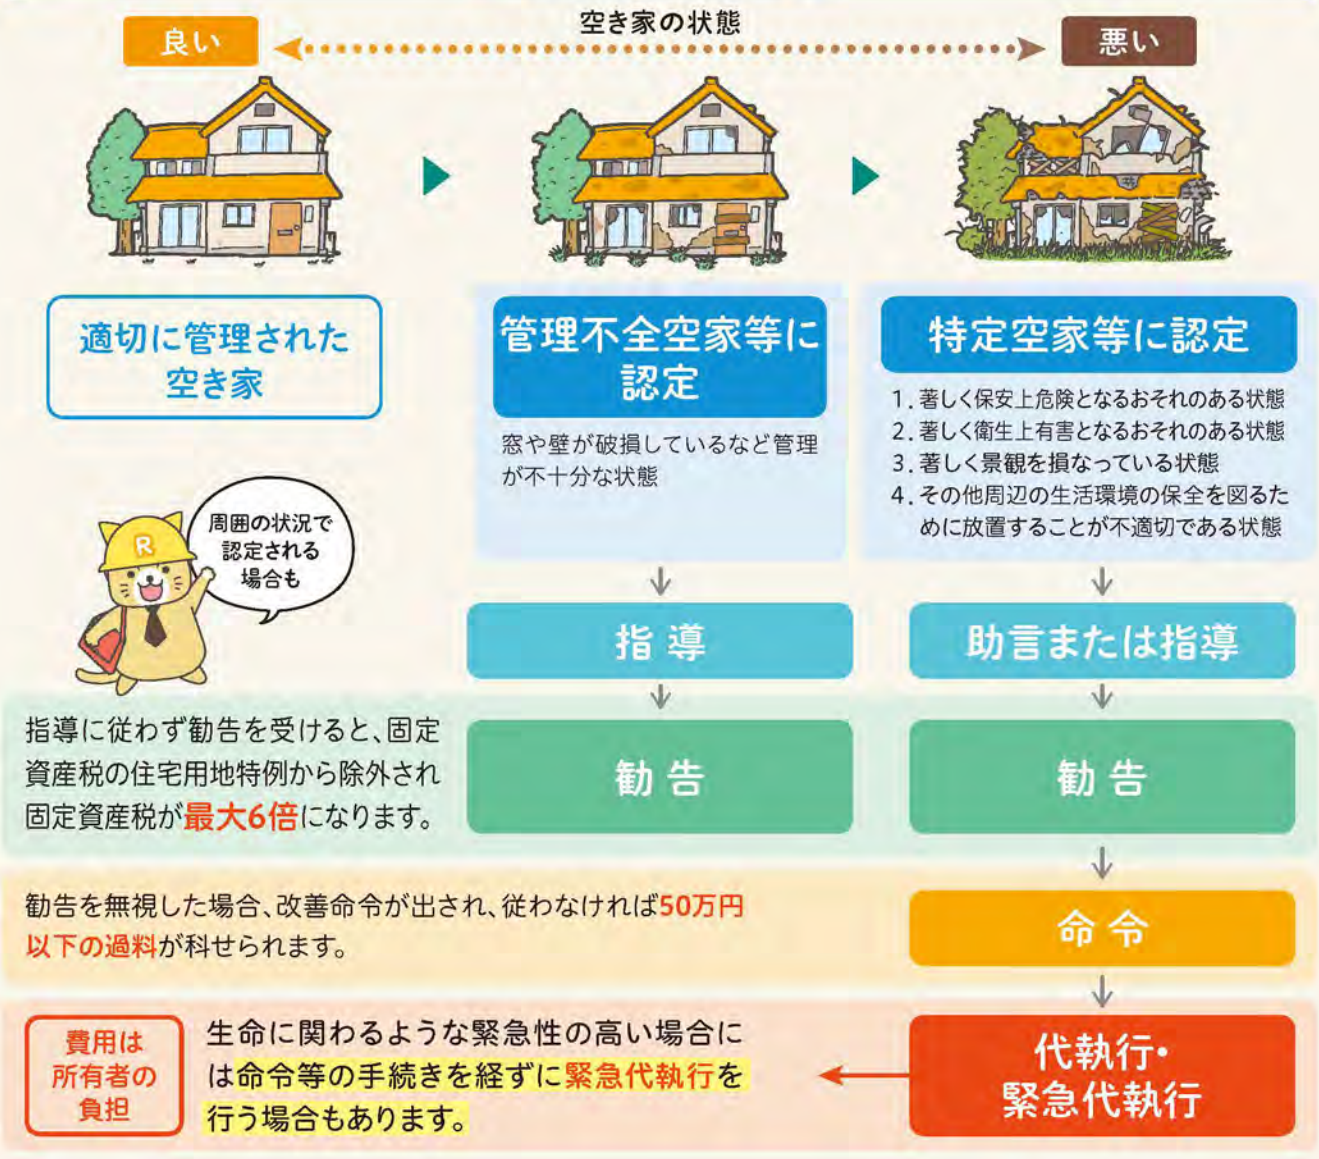 空き家の状態
良い
悪い
適切に管理された
空き家
管理不全空家等に
認定
窓や壁が破損しているなど管理
が不十分な状態
特定空家等に認定
1. 著しく保安上危険となるおそれのある状態
2. 著しく衛生上有害となるおそれのある状態
3. 著しく景観を損なっている状態
4. その他周辺の生活環境の保全を図るた
めに放置することが不適切である状態
周囲の状況で
認定される
場合も
R
指導
助言または指導
指導に従わず勧告を受けると、固定
資産税の住宅用地特例から除外され
固定資産税が最大6倍になります。
勧告
勧告
勧告を無視した場合、改善命令が出され、従わなければ50万円
以下の過料が科せられます。
命令
費用は
所有者の
負担
生命に関わるような緊急性の高い場合に
は命令等の手続きを経ずに緊急代執行を
行う場合もあります。
代執行・
緊急代執行